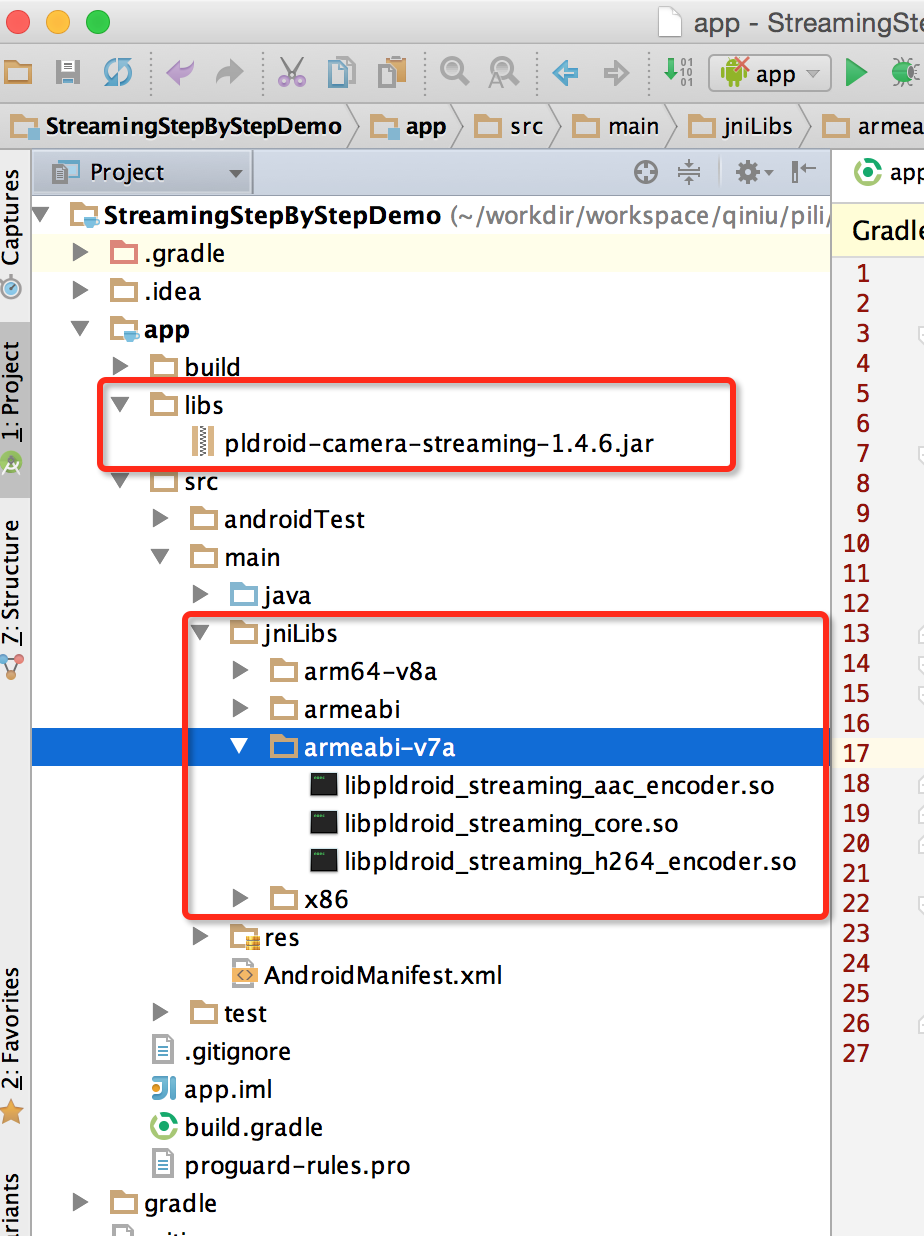 app - StreamingSte
app
StreamingStepByStepDemo app src main jniLibs armea
Project
app
Captures
1: Project
7: Structure
2: Favorites
StreamingStepByStepDemo (~/workdir/workspace/qiniu/pili/
.gradle
.idea
app
build
libs
pldroid-camera-streaming-1.4.6.jar
src
androidTest
main
java
jniLibs
arm64-v8a
armeabi
armeabi-v7a
libpldroid_streaming_aac_encoder.so
libpldroid_streaming_core.so
libpldroid_streaming_h264_encoder.so
x86
res
AndroidManifest.xml
test
.gitignore
app.iml
build.gradle
proguard-rules.pro
gradle
Gradle
1
2
3
4
5
6
7
8
9
10
11
12
13
14
15
16
17
18
19
20
21
22
23
24
25
26
27